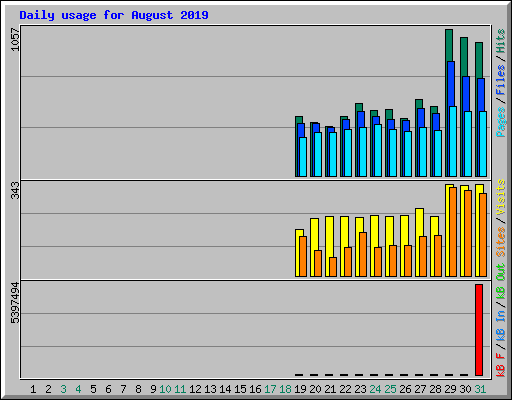 Daily usage for August 2019
1057
Pages / Files / Hits
343
Sites / Visits
5397494
kB F / kB In / kB Out
1 2 3 4 5 6 7 8 9 10 11 12 13 14 15 16 17 18 19 20 21 22 23 24 25 26 27 28 29 30 31